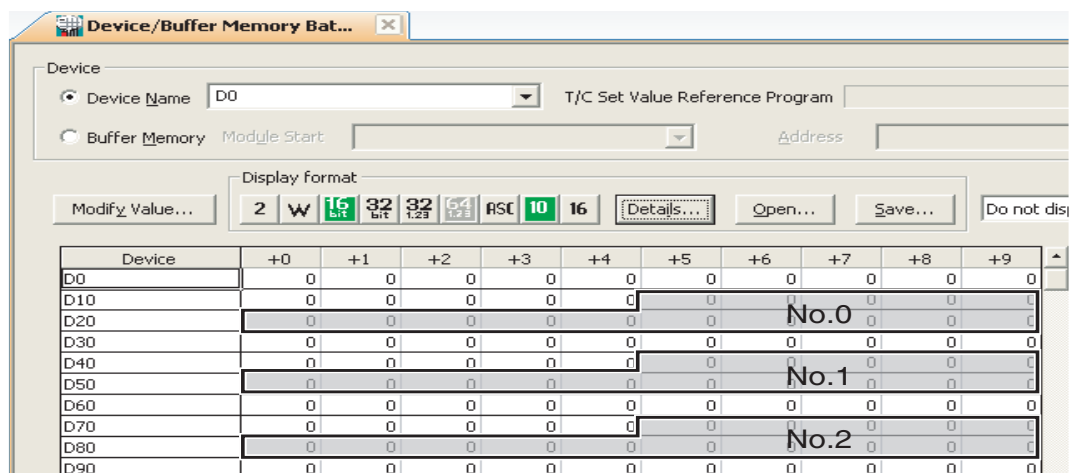 Device/Buffer Memory Bat...
Device
Device Name D0 T/C Set Value Reference Program
Buffer Memory Module Start Address
Display format
Modify Value... 2 W 16 bit 32 bit 32 1.23 64 1.23 ASC 10 16 Details... Open... Save... Do not dis
Device +0 +1 +2 +3 +4 +5 +6 +7 +8 +9
D0 0 0 0 0 0 0 0 0 0 0
D10 0 0 0 0 0 0 0 0 0 0
No.0
D20 0 0 0 0 0 0 0 0 0 0
D30 0 0 0 0 0 0 0 0 0 0
D40 0 0 0 0 0 0 0 0 0 0
No.1
D50 0 0 0 0 0 0 0 0 0 0
D60 0 0 0 0 0 0 0 0 0 0
D70 0 0 0 0 0 0 0 0 0 0
No.2
D80 0 0 0 0 0 0 0 0 0 0
D90 0 0 0 0 0 0 0 0 0 0